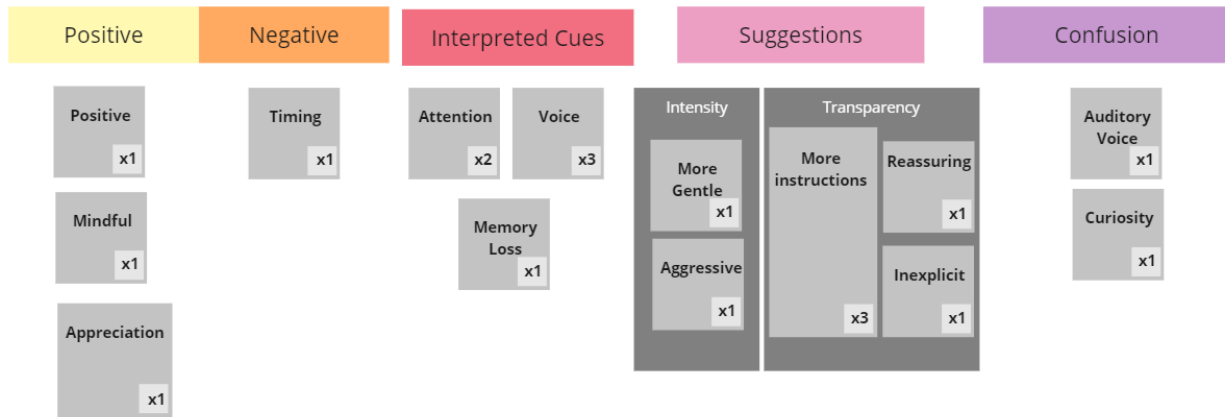 Positive
Negative
Interpreted Cues
Suggestions
Confusion
Positive
x1
Mindful
x1
Appreciation
x1
Timing
x1
Attention
x2
Voice
x3
Memory
Loss
x1
Intensity
More
Gentle
x1
Aggressive
x1
Transparency
More
instructions
x3
Reassuring
x1
Inexplicit
x1
Auditory
Voice
x1
Curiosity
x1